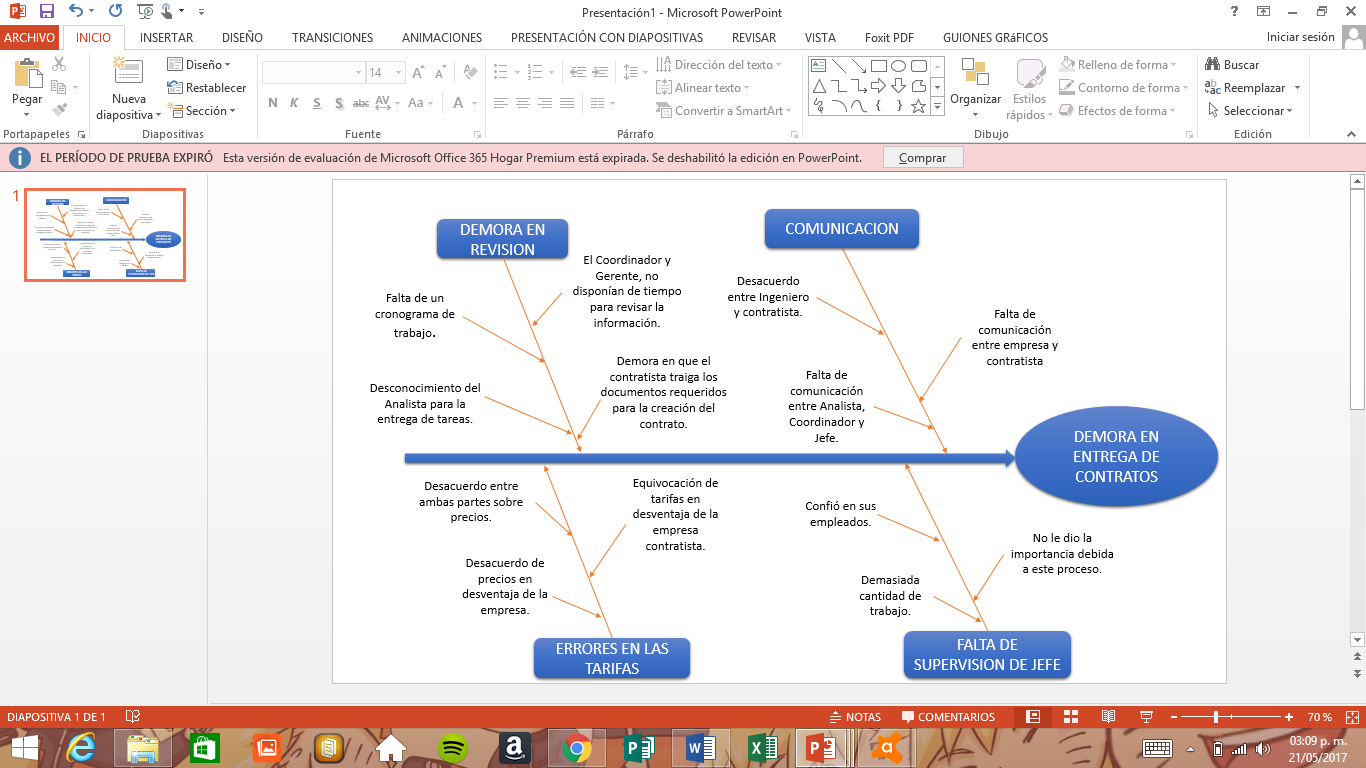 Presentación1 - Microsoft PowerPoint
ARCHIVO INICIO INSERTAR DISEÑO TRANSICIONES ANIMACIONES PRESENTACIÓN CON DIAPOSITIVAS REVISAR VISTA Foxit PDF GUIONES GRáFICOS Iniciar sesión
Pegar
Portapapeles
Nueva
diapositiva
Diseño
Restablecer
Sección
Diapositivas
14
N K S S abc AV Aa A
Fuente
Dirección del texto
Alinear texto
Convertir a SmartArt
Párrafo
Organizar
Estilos
rápidos
Relleno de forma
Contorno de forma
Efectos de forma
Dibujo
Buscar
Reemplazar
Seleccionar
Edición
EL PERÍODO DE PRUEBA EXPIRÓ Esta versión de evaluación de Microsoft Office 365 Hogar Premium está expirada. Se deshabilitó la edición en PowerPoint. Comprar
1
DEMORA EN
REVISION
COMUNICACION
El Coordinador y
Gerente, no
disponían de tiempo
para revisar la
información.
Falta de un
cronograma de
trabajo.
Desacuerdo
entre Ingeniero
y contratista.
Falta de
comunicación
entre empresa y
contratista
Desconocimiento del
Analista para la
entrega de tareas.
Demora en que el
contratista traiga los
documentos requeridos
para la creación del
contrato.
Falta de
comunicación
entre Analista,
Coordinador y
Jefe.
DEMORA EN
ENTREGA DE
CONTRATOS
Desacuerdo entre
ambas partes sobre
precios.
Equivocación de
tarifas en
desventaja de la
empresa
contratista.
Confió en sus
empleados.
No le dio la
importancia debida
a este proceso.
Desacuerdo de
precios en
desventaja de la
empresa.
Demasiada
cantidad de
trabajo.
ERRORES EN LAS
TARIFAS
FALTA DE
SUPERVISION DE JEFE
DIAPOSITIVA 1 DE 1 NOTAS COMENTARIOS 70 %
03:09 p. m.
21/05/2017